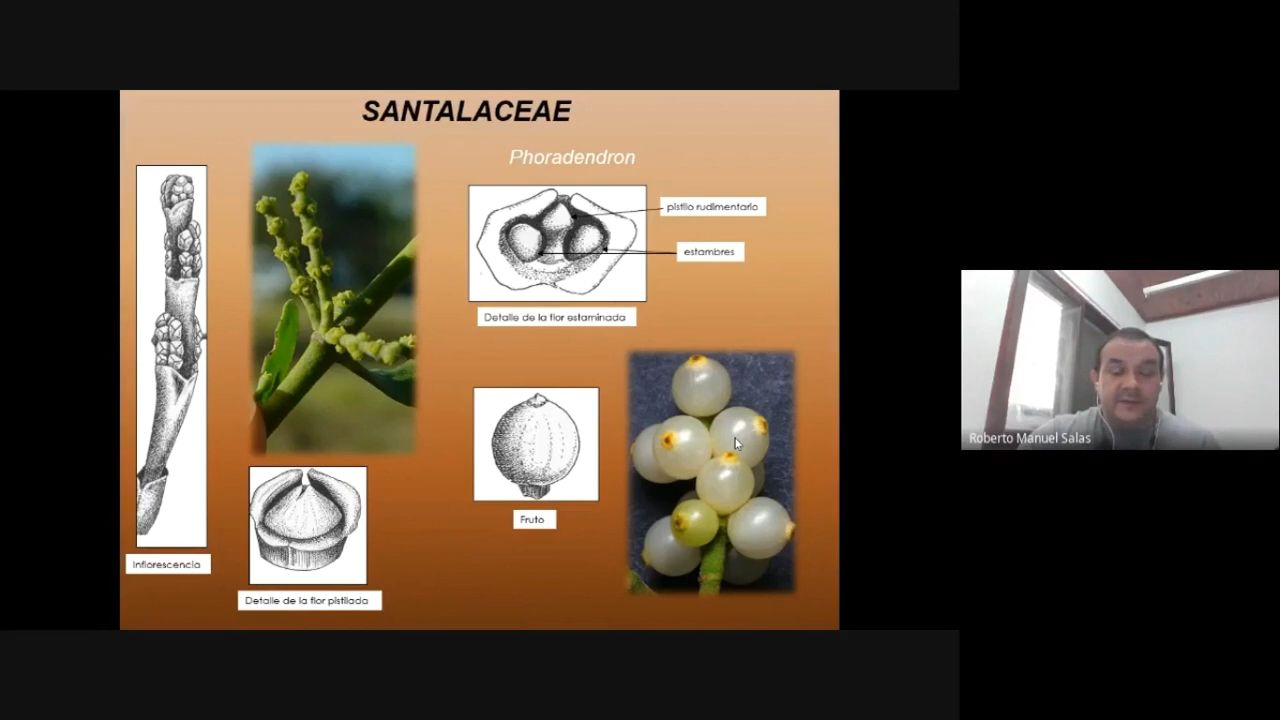 SANTALACEAE
Phoradendron
pistilo rudimentario
estambres
Detalle de la flor estaminada
Fruto
Inflorescencia
Detalle de la flor pistilada
Roberto Manuel Salas